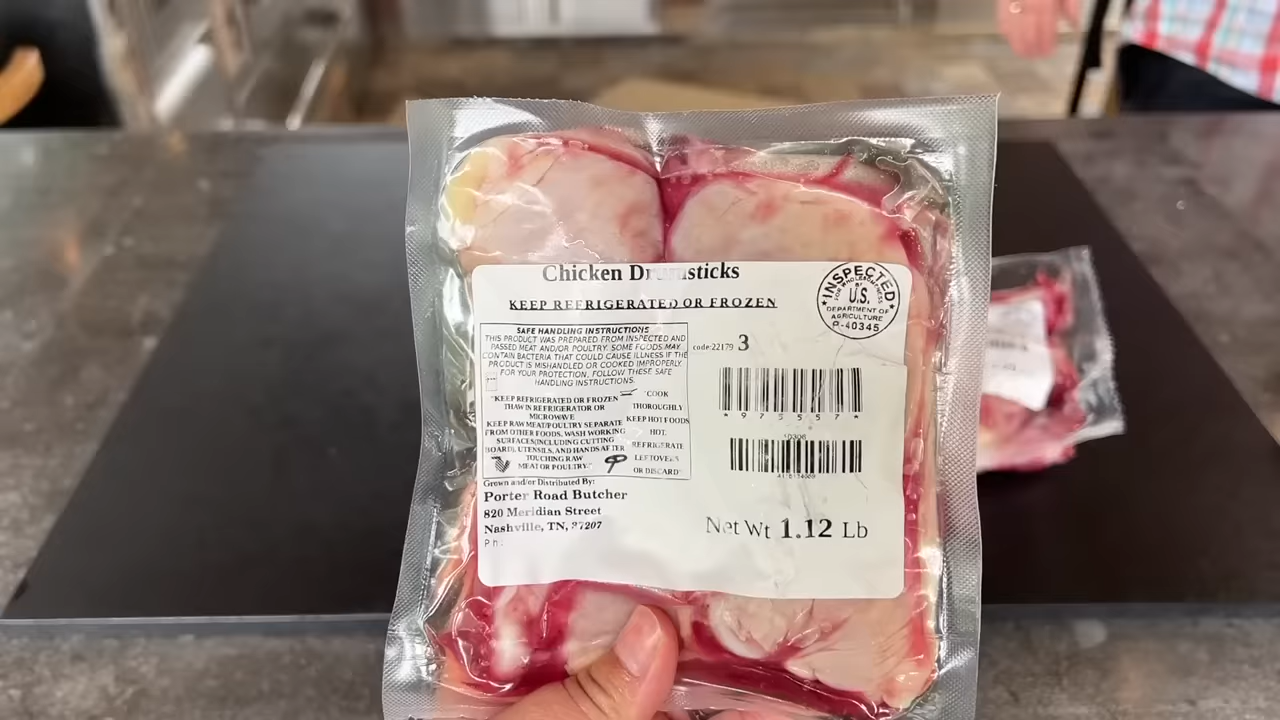 Chicken Drumsticks
KEEP REFRIGERATED OR FROZEN
INSPECTED
FOR WHOLESOMENESS
BY
U.S.
DEPARTMENT OF
AGRICULTURE
P-40345
SAFE HANDLING INSTRUCTIONS
THIS PRODUCT WAS PREPARED FROM INSPECTED AND
PASSED MEAT AND/OR POULTRY. SOME FOODS MAY
CONTAIN BACTERIA THAT COULD CAUSE ILLNESS IF THE
PRODUCT IS MISHANDLED OR COOKED IMPROPERLY.
FOR YOUR PROTECTION, FOLLOW THESE SAFE
HANDLING INSTRUCTIONS.
code:22179 3
"KEEP REFRIGERATED OR FROZEN
THAW IN REFRIGERATOR OR
MICROWAVE
KEEP RAW MEAT/POULTRY SEPARATE
FROM OTHER FOODS, WASH WORKING
SURFACES(INCLUDING CUTTING
BOARD), UTENSILS, AND HANDS AFTER
TOUCHING RAW
MEAT OR POULTRY."
"COOK
THOROUGHLY
KEEP HOT FOODS
HOT.
REFRIGERATE
LEFTOVERS
OR DISCARD"
*975557*
Grown and/or Distributed By:
Porter Road Butcher
820 Meridian Street
Nashville, TN, 37207
Ph:
Net Wt 1.12 Lb